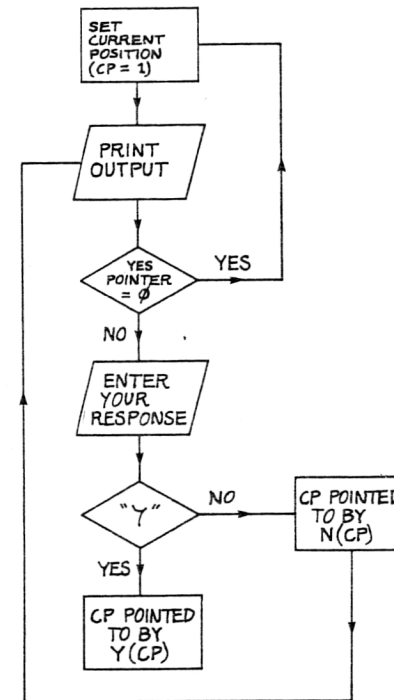 SET
CURRENT
POSITION
(CP = 1)
PRINT
OUTPUT
YES
POINTER
= ø
YES
NO
ENTER
YOUR
RESPONSE
"Y"
NO
CP POINTED
TO BY
N(CP)
YES
CP POINTED
TO BY
Y(CP)